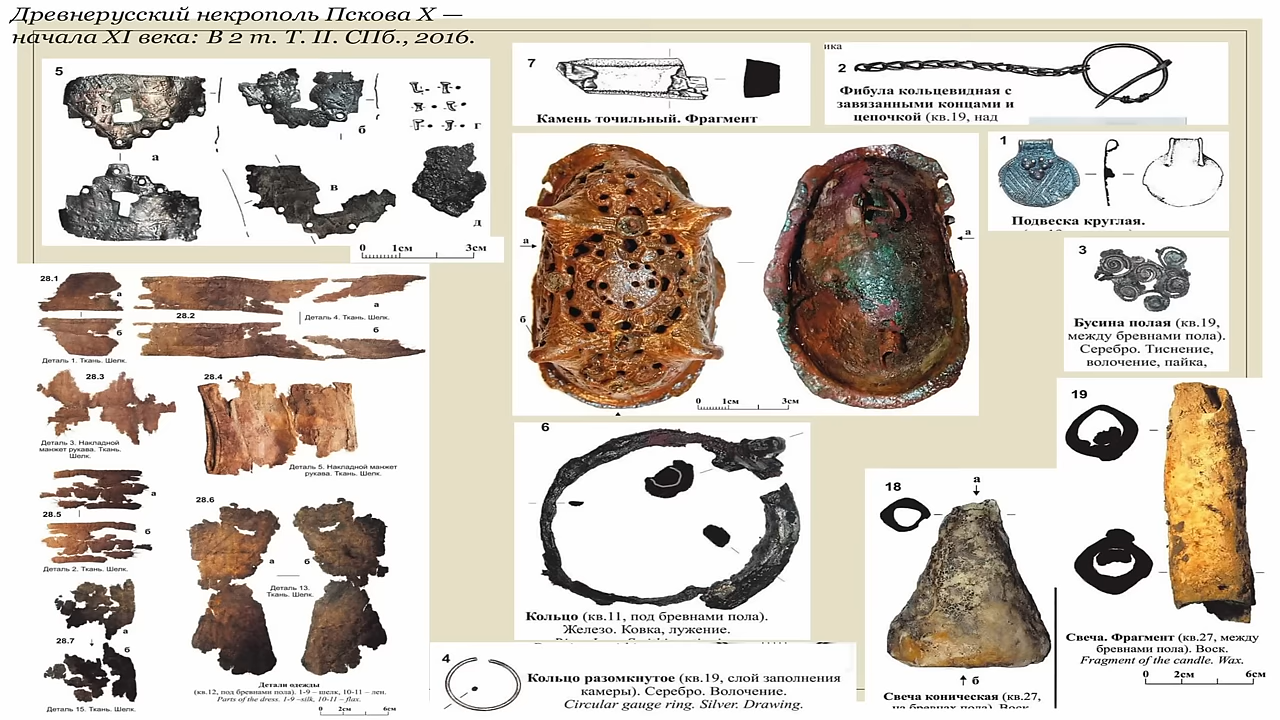 Древнерусский некрополь Пскова X —
начала XI века: В 2 т. Т. II. СПб., 2016.
5
а
б
г
в
д
0 1см 3см
7
Камень точильный. Фрагмент
ика
2
Фибула кольцевидная с
завязанными концами и
цепочкой (кв.19, над
1
Подвеска круглая.
3
Бусина полая (кв.19,
между бревнами пола).
Серебро. Тиснение,
волочение, пайка,
а
б
а
0 1см 3см
28.1
а
б
Деталь 1. Ткань. Шелк.
28.2
а
Деталь 4. Ткань. Шелк.
б
28.3
Деталь 3. Накладной
манжет рукава. Ткань.
Шелк.
28.4
Деталь 5. Накладной манжет
рукава. Ткань. Шелк.
28.5
а
б
Деталь 2. Ткань. Шелк.
28.6
а
б
Деталь 13.
Ткань. Шелк.
28.7
а
б
Деталь 15. Ткань. Шелк.
Детали одежды
(кв.12, под бревнами пола). 1-9 – шелк, 10-11 – лен.
Parts of the dress. 1-9 –silk, 10-11 – flax.
0 2см 6см
6
Кольцо (кв.11, под бревнами пола).
Железо. Ковка, лужение.
4
Кольцо разомкнутое (кв.19, слой заполнения
камеры). Серебро. Волочение.
Circular gauge ring. Silver. Drawing.
18
а
б
Свеча коническая (кв.27,
на бревнах пола). Воск.
19
Свеча. Фрагмент (кв.27, между
бревнами пола). Воск.
Fragment of the candle. Wax.
0 2см 6см